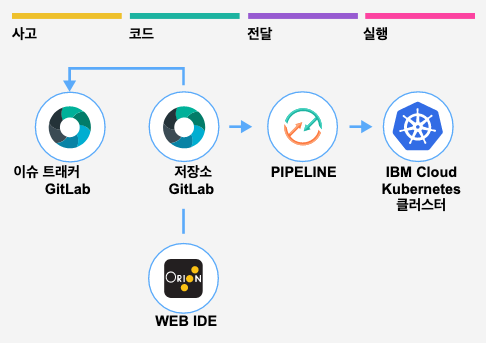 사고
코드
전달
실행
이슈 트래커
GitLab
저장소
GitLab
PIPELINE
IBM Cloud
Kubernetes
클러스터
ORION
WEB IDE